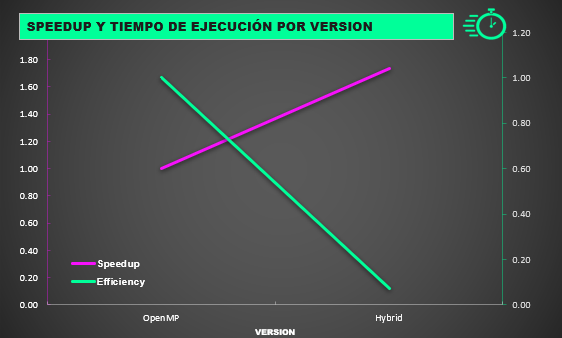 SPEEDUP Y TIEMPO DE EJECUCIÓN POR VERSION
1.80
1.60
1.40
1.20
1.00
0.80
0.60
0.40
0.20
0.00
1.20
1.00
0.80
0.60
0.40
0.20
0.00
Speedup
Efficiency
OpenMP
Hybrid
VERSION